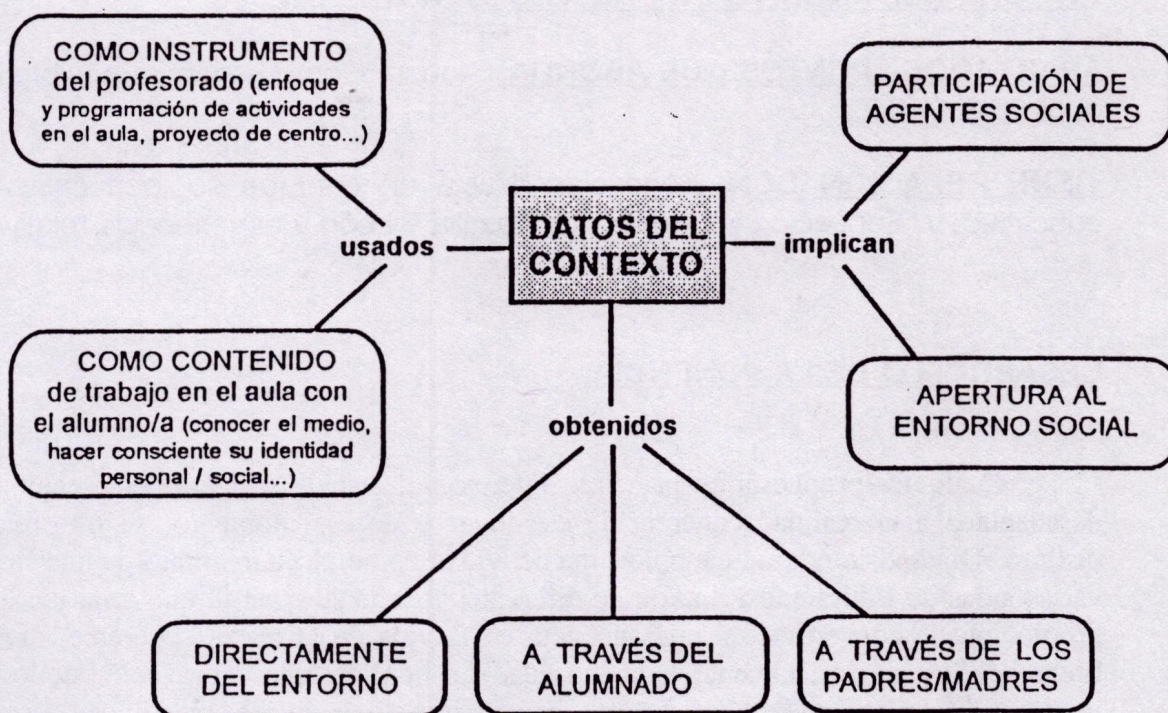 COMO INSTRUMENTO
del profesorado (enfoque
y programación de actividades
en el aula, proyecto de centro...)
PARTICIPACIÓN DE
AGENTES SOCIALES
usados
DATOS DEL
CONTEXTO
implican
COMO CONTENIDO
de trabajo en el aula con
el alumno/a (conocer el medio,
hacer consciente su identidad
personal / social...)
APERTURA AL
ENTORNO SOCIAL
obtenidos
DIRECTAMENTE
DEL ENTORNO
A TRAVÉS DEL
ALUMNADO
A TRAVÉS DE LOS
PADRES/MADRES